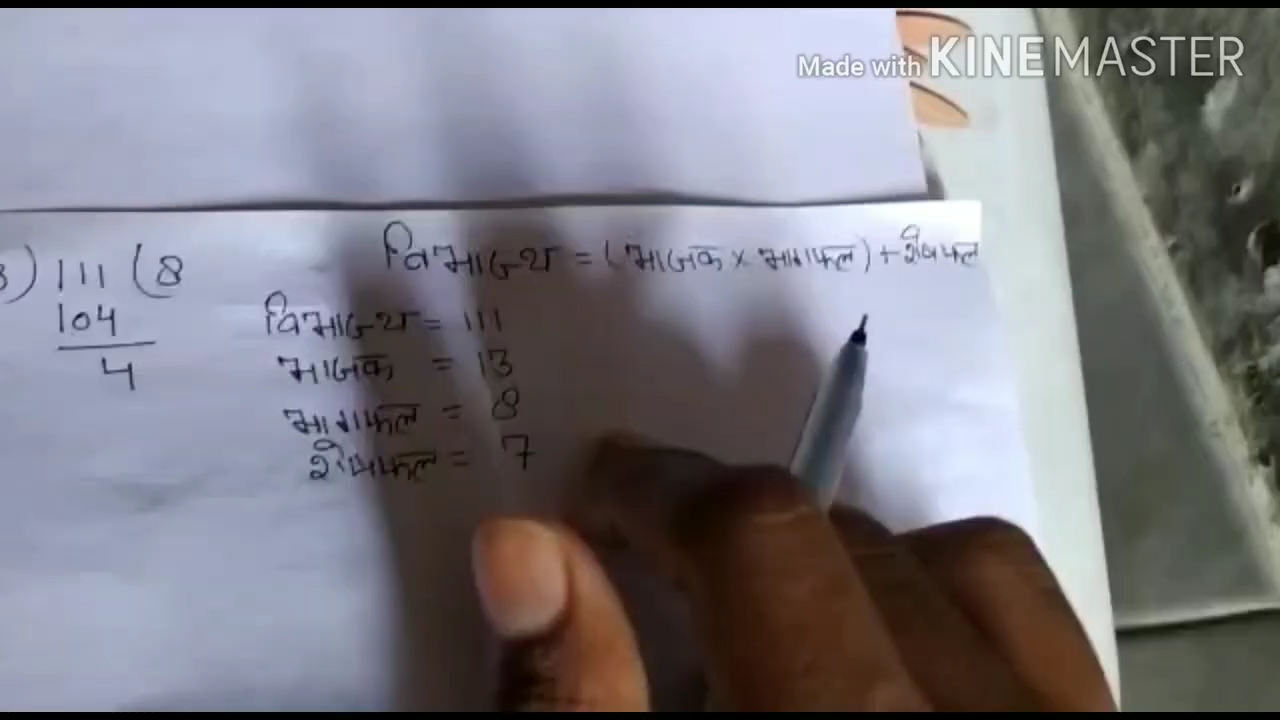 Made with KINEMASTER
विभाज्य = (भाजक × भागफल) + शेषफल
3) 111 (8
104
4
विभाज्य = 111
भाजक = 13
भागफल = 8
शेषफल = 7